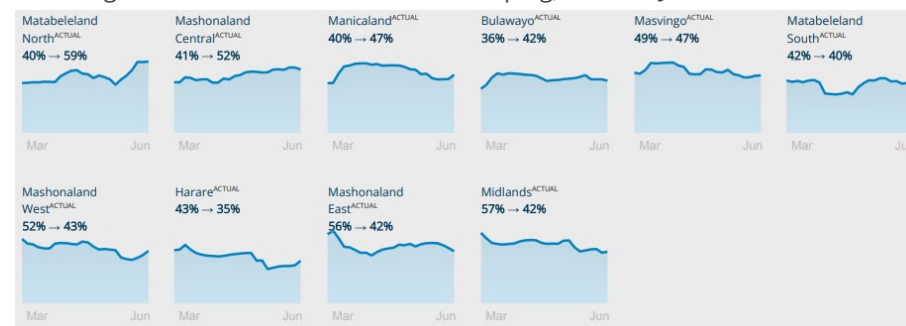 Matabeleland
North ACTUAL
40% → 59%
Mar Jun
Mashonaland
Central ACTUAL
41% → 52%
Mar Jun
Manicaland ACTUAL
40% → 47%
Mar Jun
Bulawayo ACTUAL
36% → 42%
Mar Jun
Masvingo ACTUAL
49% → 47%
Mar Jun
Matabeleland
South ACTUAL
42% → 40%
Mar
Mashonaland
West ACTUAL
52% → 43%
Mar Jun
Harare ACTUAL
43% → 35%
Mar Jun
Mashonaland
East ACTUAL
56% → 42%
Mar Jun
Midlands ACTUAL
57% → 42%
Mar Jun